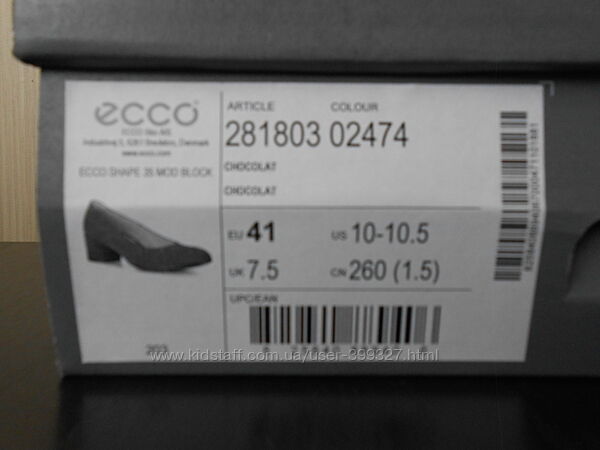 ecco
ECCO Sko A/S
Industrivej 5, 6261 Bredebro, Denmark
www.ecco.com
ECCO SHAPE 35 MOD BLOCK
203
ARTICLE COLOUR
281803 02474
CHOCOLAT
CHOCOLAT
EU 41 US 10-10.5
UK 7.5 CN 260 (1.5)
UPC/EAN
www.kidstaff.com.ua/user-399327.html